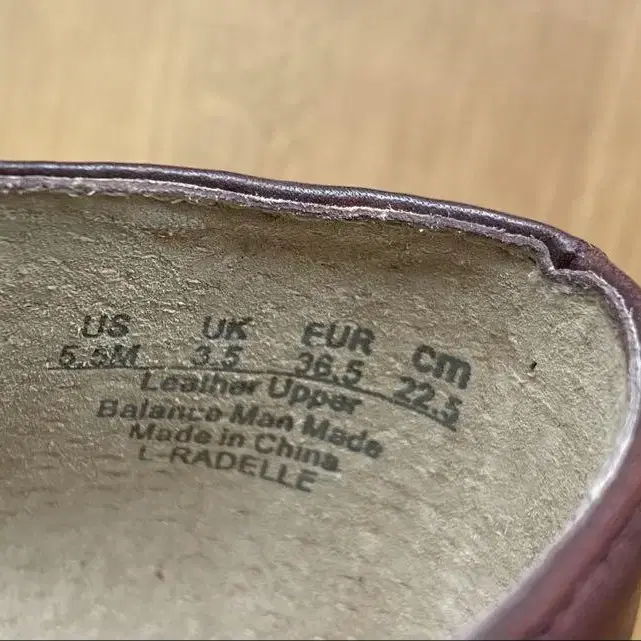 US UK EUR cm
5.5M 3.5 36.5 22.5
Leather Upper
Balance Man Made
Made in China
L-RADELLE